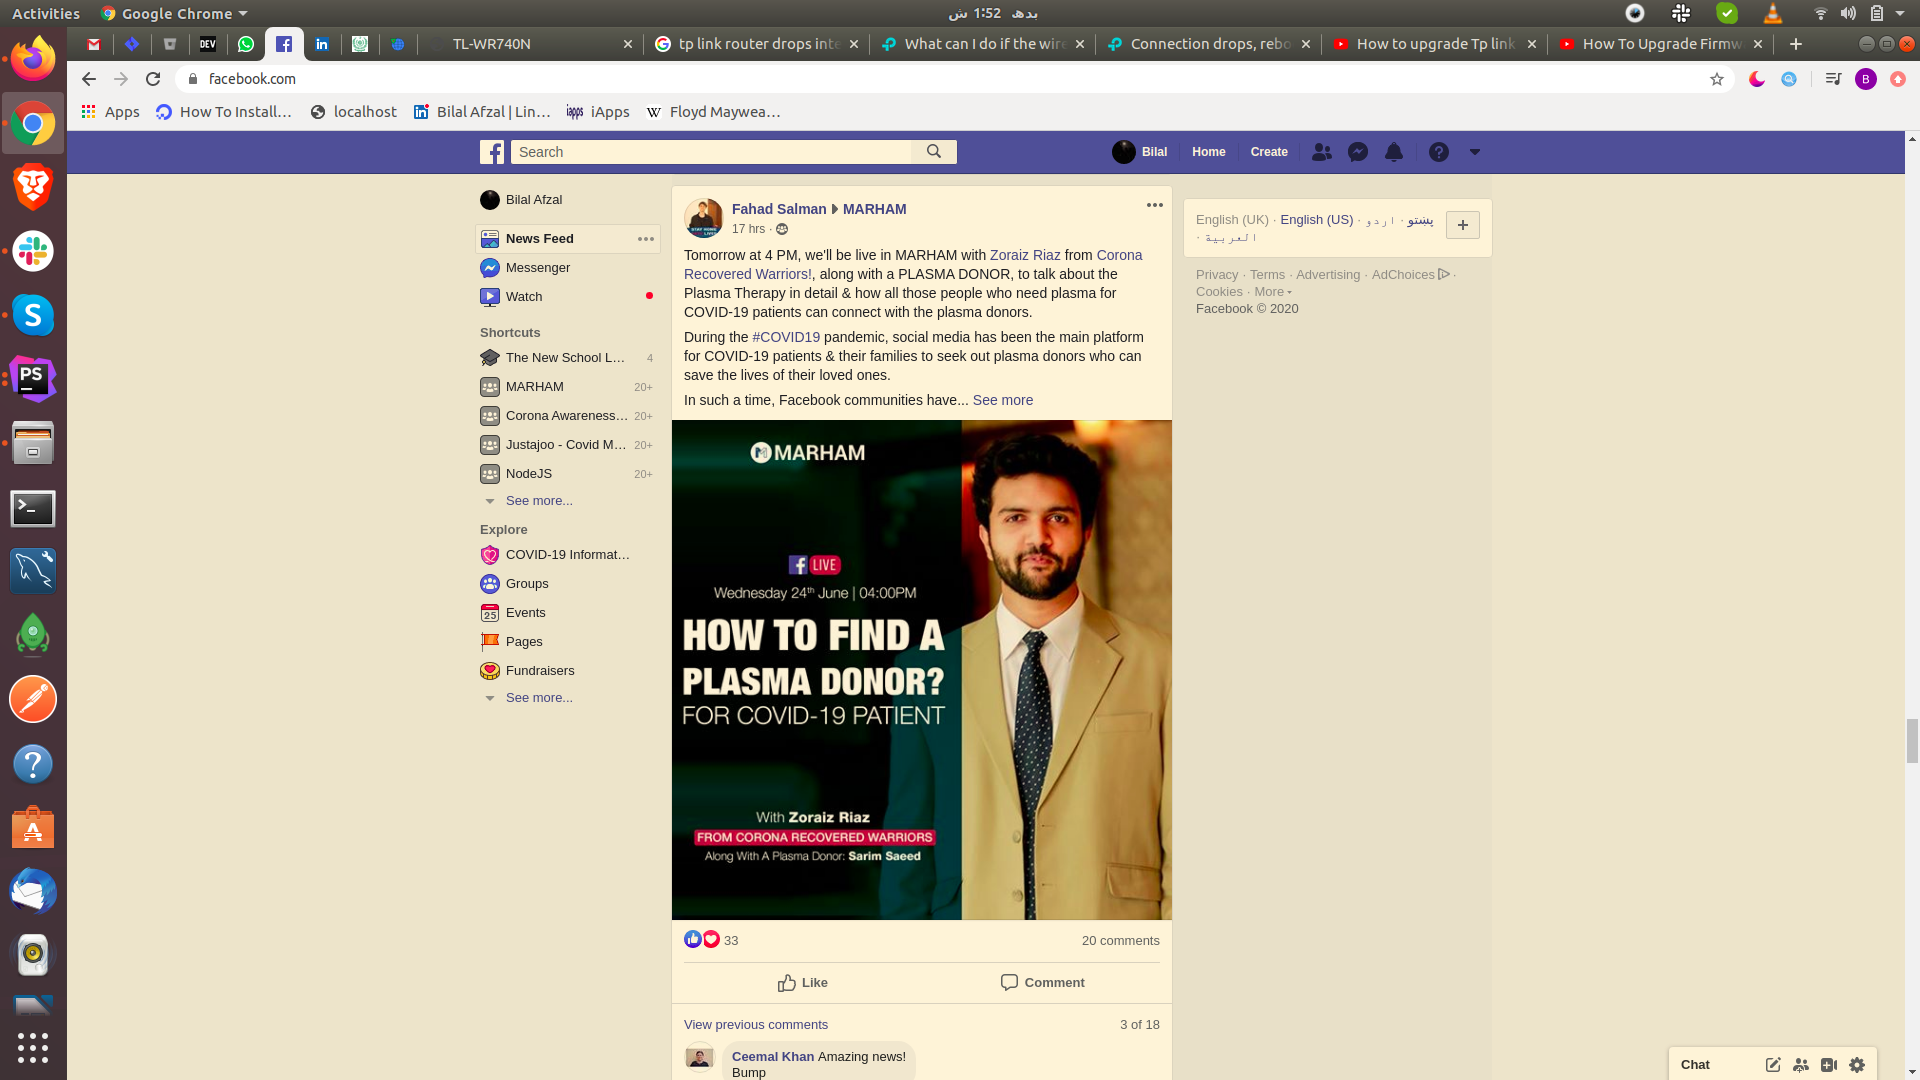 Activities
Google Chrome
بدھ 1:52 ش
TL-WR740N
tp link router drops inte
What can I do if the wire
Connection drops, rebo
How to upgrade Tp link
How To Upgrade Firmw
facebook.com
B
Apps
How To Install...
localhost
Bilal Afzal | Lin...
iApps
Floyd Maywea...
Search
Bilal
Home
Create
Bilal Afzal
News Feed
Messenger
Watch
Shortcuts
The New School L... 4
MARHAM 20+
Corona Awareness... 20+
Justajoo - Covid M... 20+
NodeJS 20+
See more...
Explore
COVID-19 Informat...
Groups
Events
Pages
Fundraisers
See more...
Fahad Salman MARHAM
17 hrs ·
Tomorrow at 4 PM, we'll be live in MARHAM with Zoraiz Riaz from Corona
Recovered Warriors!, along with a PLASMA DONOR, to talk about the
Plasma Therapy in detail & how all those people who need plasma for
COVID-19 patients can connect with the plasma donors.
During the #COVID19 pandemic, social media has been the main platform
for COVID-19 patients & their families to seek out plasma donors who can
save the lives of their loved ones.
In such a time, Facebook communities have... See more
MARHAM
LIVE
Wednesday 24th June | 04:00PM
HOW TO FIND A
PLASMA DONOR?
FOR COVID-19 PATIENT
With Zoraiz Riaz
FROM CORONA RECOVERED WARRIORS
Along With A Plasma Donor: Sarim Saeed
33
20 comments
Like
Comment
View previous comments
3 of 18
Ceemal Khan Amazing news!
Bump
English (UK) · English (US) · اردو · پښتو
· العربية
Privacy · Terms · Advertising · AdChoices ·
Cookies · More
Facebook © 2020
Chat